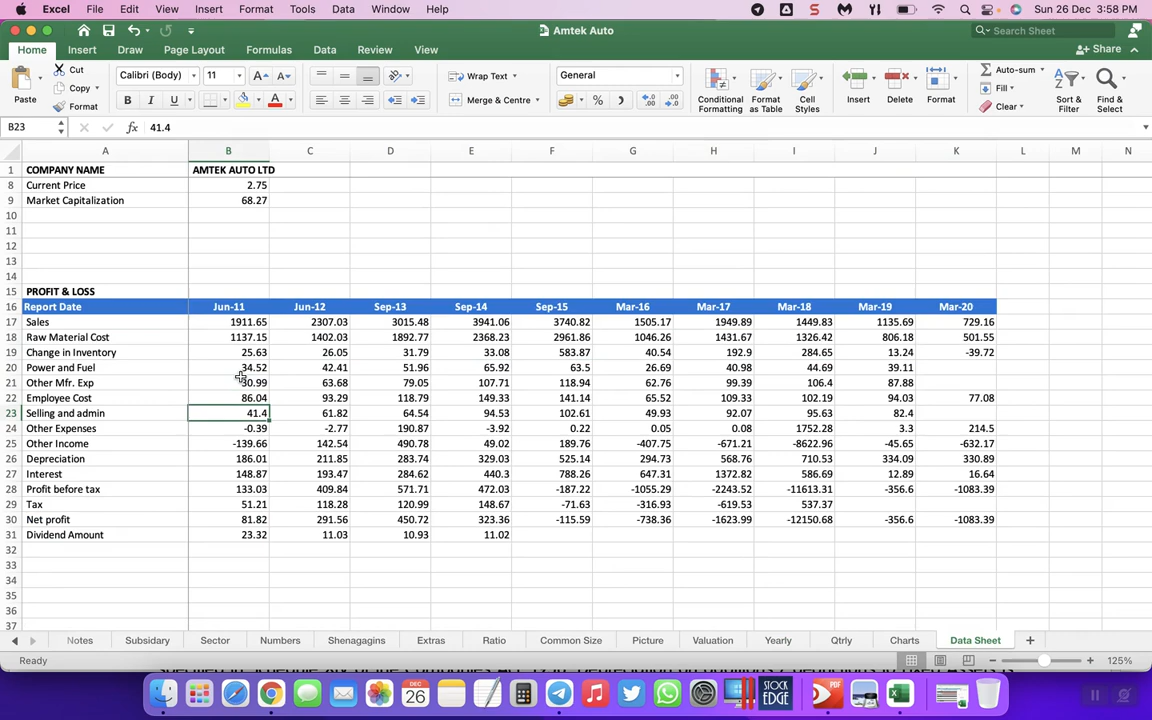 Excel File Edit View Insert Format Tools Data Window Help Sun 26 Dec 3:58 PM
Amtek Auto Search Sheet
Home Insert Draw Page Layout Formulas Data Review View Share
Cut Calibri (Body) 11 Wrap Text General Auto-sum
Copy Fill
Paste Format B I U Merge & Centre Conditional Formatting Format as Table Cell Styles Insert Delete Format Clear Sort & Filter Find & Select
B23 fx 41.4
A B C D E F G H I J K L M N
1 COMPANY NAME AMTEK AUTO LTD
8 Current Price 2.75
9 Market Capitalization 68.27
10
11
12
13
14
15 PROFIT & LOSS
16 Report Date Jun-11 Jun-12 Sep-13 Sep-14 Sep-15 Mar-16 Mar-17 Mar-18 Mar-19 Mar-20
17 Sales 1911.65 2307.03 3015.48 3941.06 3740.82 1505.17 1949.89 1449.83 1135.69 729.16
18 Raw Material Cost 1137.15 1402.03 1892.77 2368.23 2961.86 1046.26 1431.67 1326.42 806.18 501.55
19 Change in Inventory 25.63 26.05 31.79 33.08 583.87 40.54 192.9 284.65 13.24 -39.72
20 Power and Fuel 34.52 42.41 51.96 65.92 63.5 26.69 40.98 44.69 39.11
21 Other Mfr. Exp 30.99 63.68 79.05 107.71 118.94 62.76 99.39 106.4 87.88
22 Employee Cost 86.04 93.29 118.79 149.33 141.14 65.52 109.33 102.19 94.03 77.08
23 Selling and admin 41.4 61.82 64.54 94.53 102.61 49.93 92.07 95.63 82.4
24 Other Expenses -0.39 -2.77 190.87 -3.92 0.22 0.05 0.08 1752.28 3.3 214.5
25 Other Income -139.66 142.54 490.78 49.02 189.76 -407.75 -671.21 -8622.96 -45.65 -632.17
26 Depreciation 186.01 211.85 283.74 329.03 525.14 294.73 568.76 710.53 334.09 330.89
27 Interest 148.87 193.47 284.62 440.3 788.26 647.31 1372.82 586.69 12.89 16.64
28 Profit before tax 133.03 409.84 571.71 472.03 -187.22 -1055.29 -2243.52 -11613.31 -356.6 -1083.39
29 Tax 51.21 118.28 120.99 148.67 -71.63 -316.93 -619.53 537.37
30 Net profit 81.82 291.56 450.72 323.36 -115.59 -738.36 -1623.99 -12150.68 -356.6 -1083.39
31 Dividend Amount 23.32 11.03 10.93 11.02
32
33
34
35
36
37
Notes Subsidary Sector Numbers Shenagagins Extras Ratio Common Size Picture Valuation Yearly Qtrly Charts Data Sheet
Ready 125%
DEC
26
STOCK
EDGE
PDF